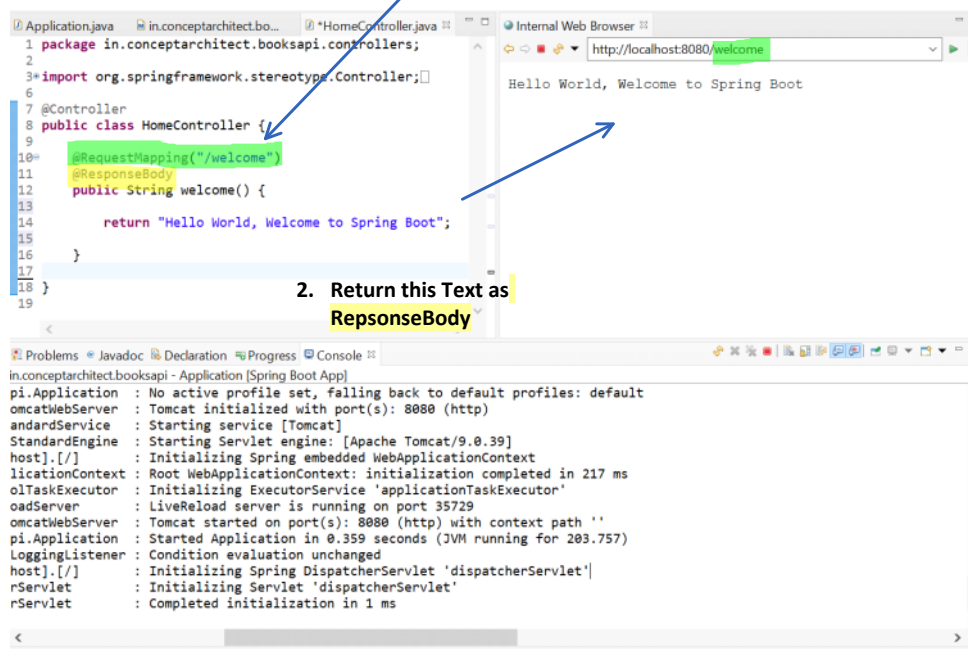 Application.java in.conceptarchitect.bo... *HomeController.java
1 package in.conceptarchitect.booksapi.controllers;
2
3 import org.springframework.stereotype.Controller;
6
7 @Controller
8 public class HomeController {
9
10 @RequestMapping("/welcome")
11 @ResponseBody
12 public String welcome() {
13
14 return "Hello World, Welcome to Spring Boot";
15
16 }
17
18 }
19
2. Return this Text as
RepsonseBody
Internal Web Browser
http://localhost:8080/welcome
Hello World, Welcome to Spring Boot
Problems Javadoc Declaration Progress Console
in.conceptarchitect.booksapi - Application [Spring Boot App]
pi.Application : No active profile set, falling back to default profiles: default
omcatWebServer : Tomcat initialized with port(s): 8080 (http)
andardService : Starting service [Tomcat]
StandardEngine : Starting Servlet engine: [Apache Tomcat/9.0.39]
host].[/] : Initializing Spring embedded WebApplicationContext
licationContext : Root WebApplicationContext: initialization completed in 217 ms
olTaskExecutor : Initializing ExecutorService 'applicationTaskExecutor'
oadServer : LiveReload server is running on port 35729
omcatWebServer : Tomcat started on port(s): 8080 (http) with context path ''
pi.Application : Started Application in 0.359 seconds (JVM running for 203.757)
LoggingListener : Condition evaluation unchanged
host].[/] : Initializing Spring DispatcherServlet 'dispatcherServlet'
rServlet : Initializing Servlet 'dispatcherServlet'
rServlet : Completed initialization in 1 ms